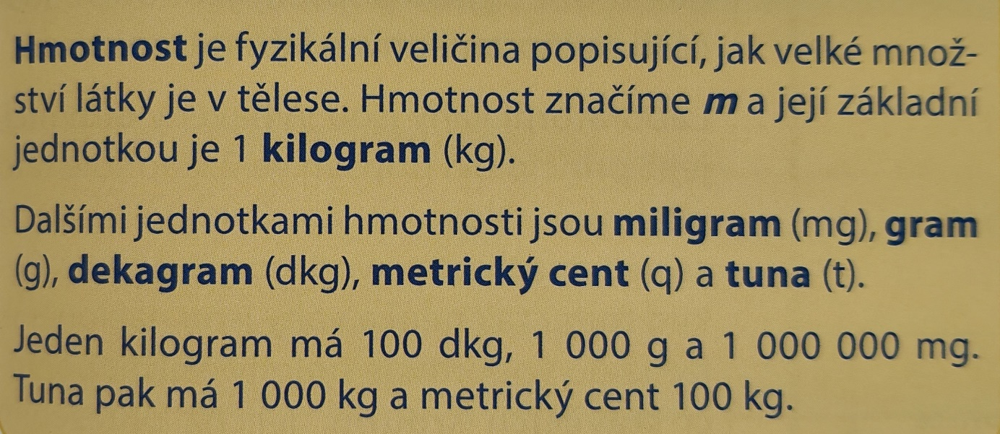 Hmotnost je fyzikální veličina popisující, jak velké množ-
ství látky je v tělese. Hmotnost značíme m a její základní
jednotkou je 1 kilogram (kg).
Dalšími jednotkami hmotnosti jsou miligram (mg), gram
(g), dekagram (dkg), metrický cent (q) a tuna (t).
Jeden kilogram má 100 dkg, 1 000 g a 1 000 000 mg.
Tuna pak má 1 000 kg a metrický cent 100 kg.